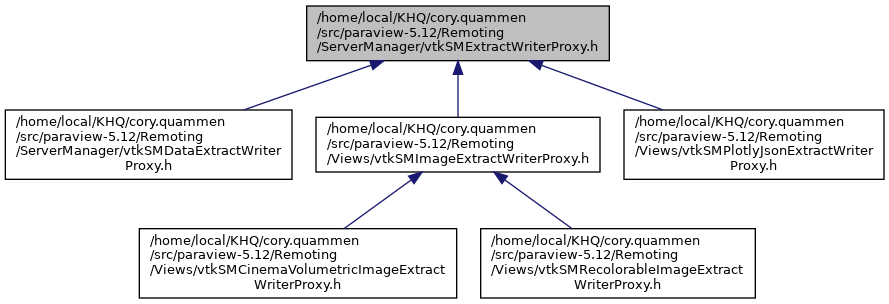 /home/local/KHQ/cory.quammen
/src/paraview-5.12/Remoting
/ServerManager/vtkSMExtractWriterProxy.h
/home/local/KHQ/cory.quammen
/src/paraview-5.12/Remoting
/ServerManager/vtkSMDataExtractWriter
Proxy.h
/home/local/KHQ/cory.quammen
/src/paraview-5.12/Remoting
/Views/vtkSMImageExtractWriterProxy.h
/home/local/KHQ/cory.quammen
/src/paraview-5.12/Remoting
/Views/vtkSMPlotlyJsonExtractWriter
Proxy.h
/home/local/KHQ/cory.quammen
/src/paraview-5.12/Remoting
/Views/vtkSMCinemaVolumetricImageExtract
WriterProxy.h
/home/local/KHQ/cory.quammen
/src/paraview-5.12/Remoting
/Views/vtkSMRecolorableImageExtract
WriterProxy.h